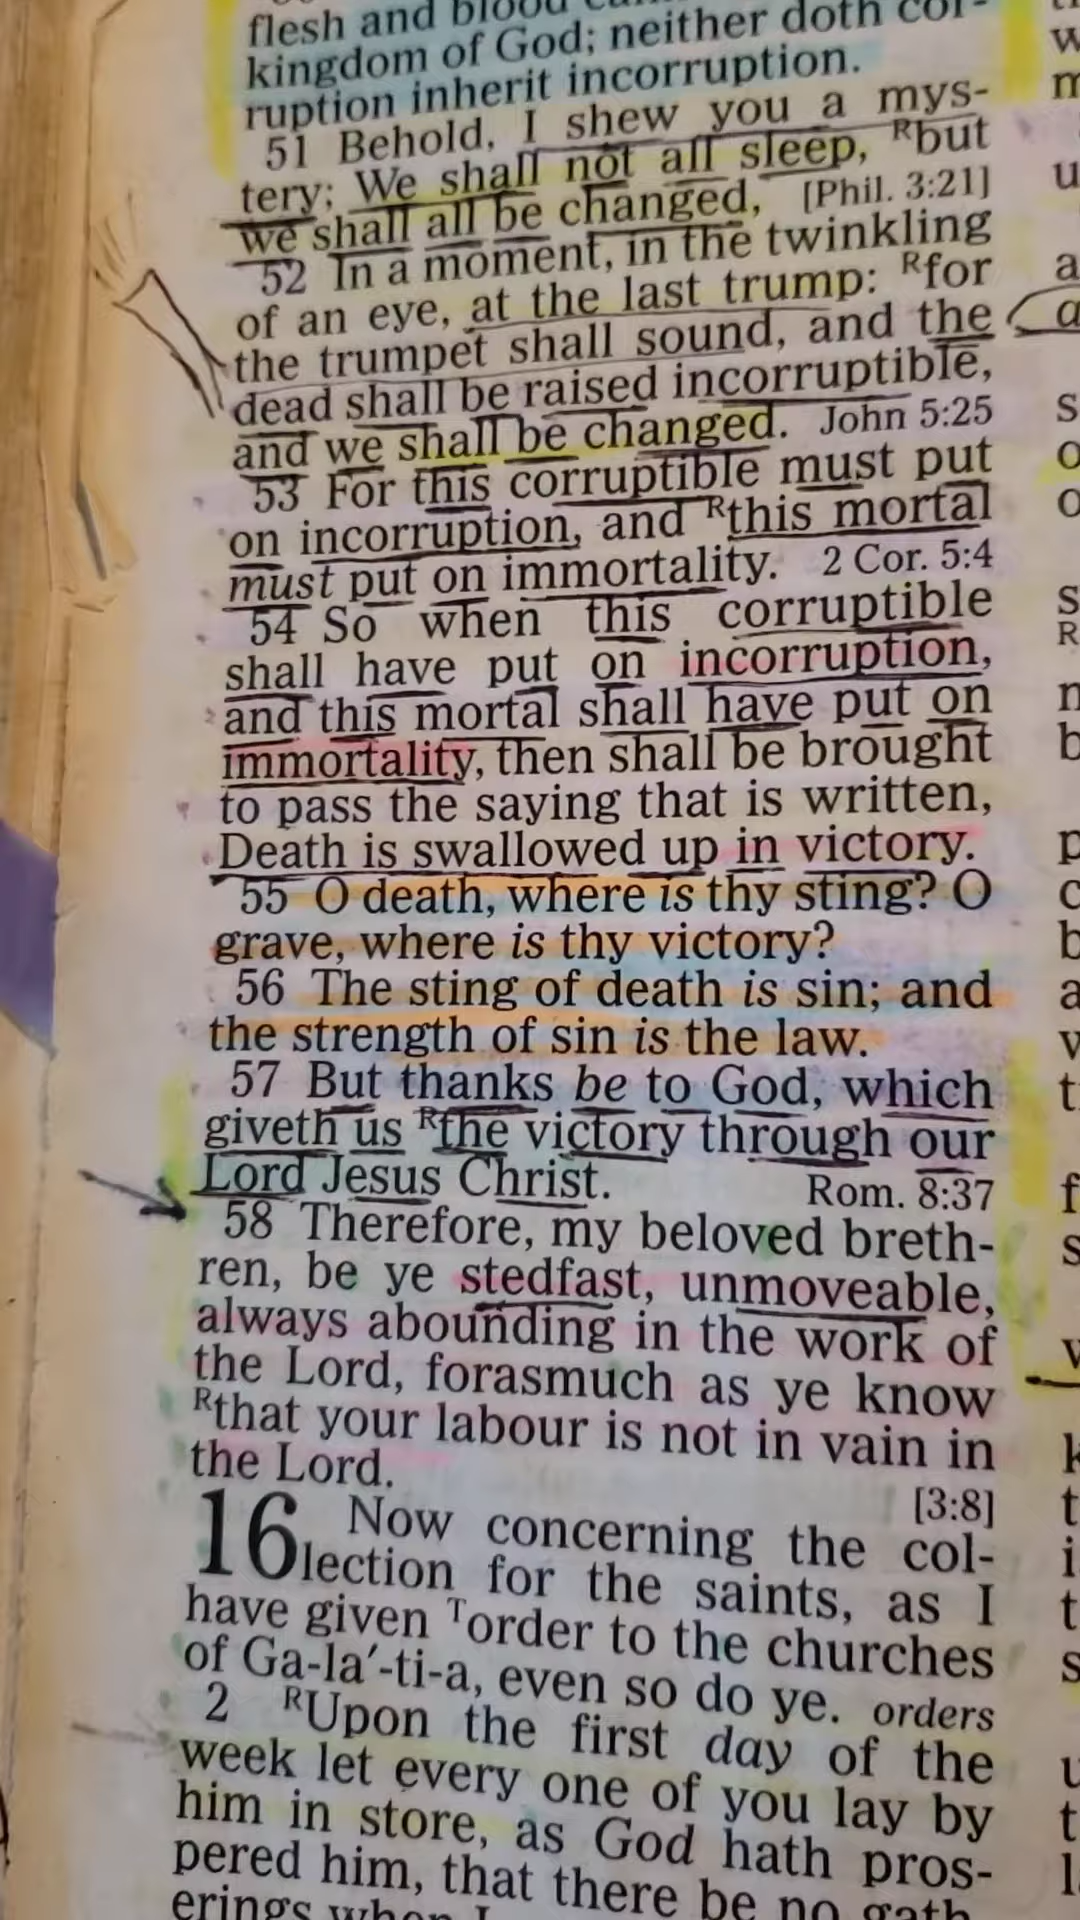 flesh and blood
kingdom of God; neither doth cor-
ruption inherit incorruption.
51 Behold, I shew you a mys-
tery; We shall not all sleep, Rbut
we shall all be changed, [Phil. 3:21]
52 In a moment, in the twinkling
of an eye, at the last trump: Rfor
the trumpet shall sound, and the
dead shall be raised incorruptible,
and we shall be changed. John 5:25
53 For this corruptible must put
on incorruption, and Rthis mortal
must put on immortality. 2 Cor. 5:4
54 So when this corruptible
shall have put on incorruption,
and this mortal shall have put on
immortality, then shall be brought
to pass the saying that is written,
Death is swallowed up in victory.
55 O death, where is thy sting? O
grave, where is thy victory?
56 The sting of death is sin; and
the strength of sin is the law.
57 But thanks be to God, which
giveth us Rthe victory through our
Lord Jesus Christ. Rom. 8:37
58 Therefore, my beloved breth-
ren, be ye stedfast, unmoveable,
always abounding in the work of
the Lord, forasmuch as ye know
Rthat your labour is not in vain in
the Lord. [3:8]
16 Now concerning the col-
lection for the saints, as I
have given Torder to the churches
of Ga-la′-ti-a, even so do ye. orders
2 RUpon the first day of the
week let every one of you lay by
him in store, as God hath pros-
pered him, that there be no gath-
erings when I